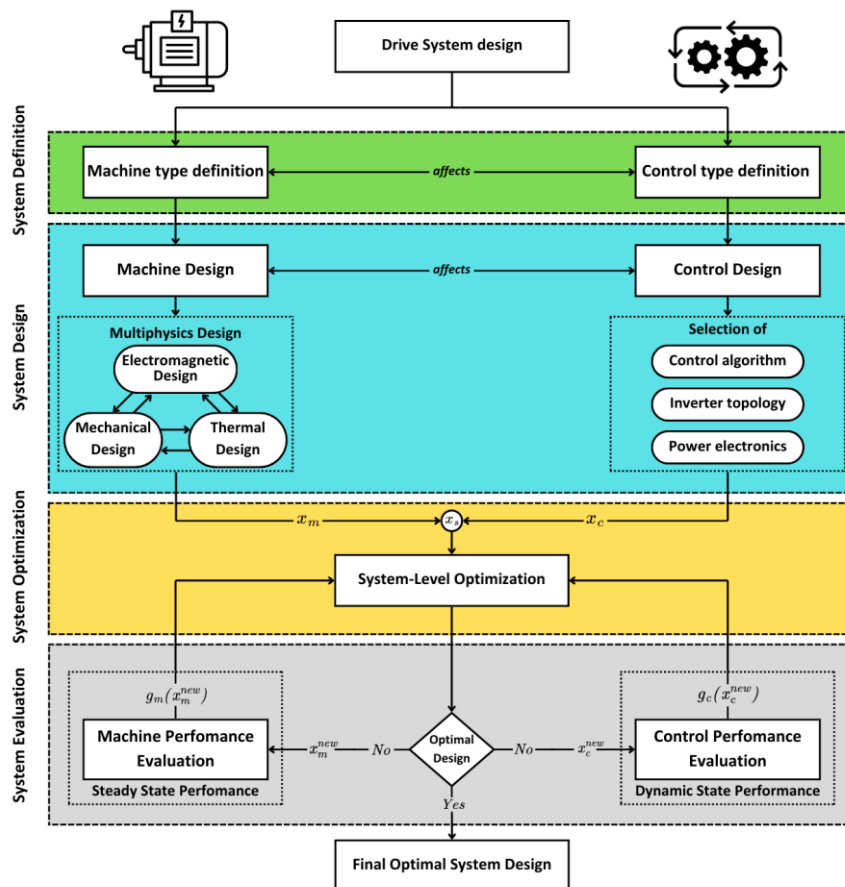 Drive System design
System Definition
Machine type definition
affects
Control type definition
System Design
Machine Design
affects
Control Design
Multiphysics Design
Electromagnetic
Design
Mechanical
Design
Thermal
Design
Selection of
Control algorithm
Inverter topology
Power electronics
System Optimization
x_m
x_s
x_c
System-Level Optimization
System Evaluation
g_m(x_m^{new})
Machine Perfomance
Evaluation
Steady State Perfomance
x_m^{new}
No
Optimal
Design
No
x_c^{new}
g_c(x_c^{new})
Control Perfomance
Evaluation
Dynamic State Performance
Yes
Final Optimal System Design